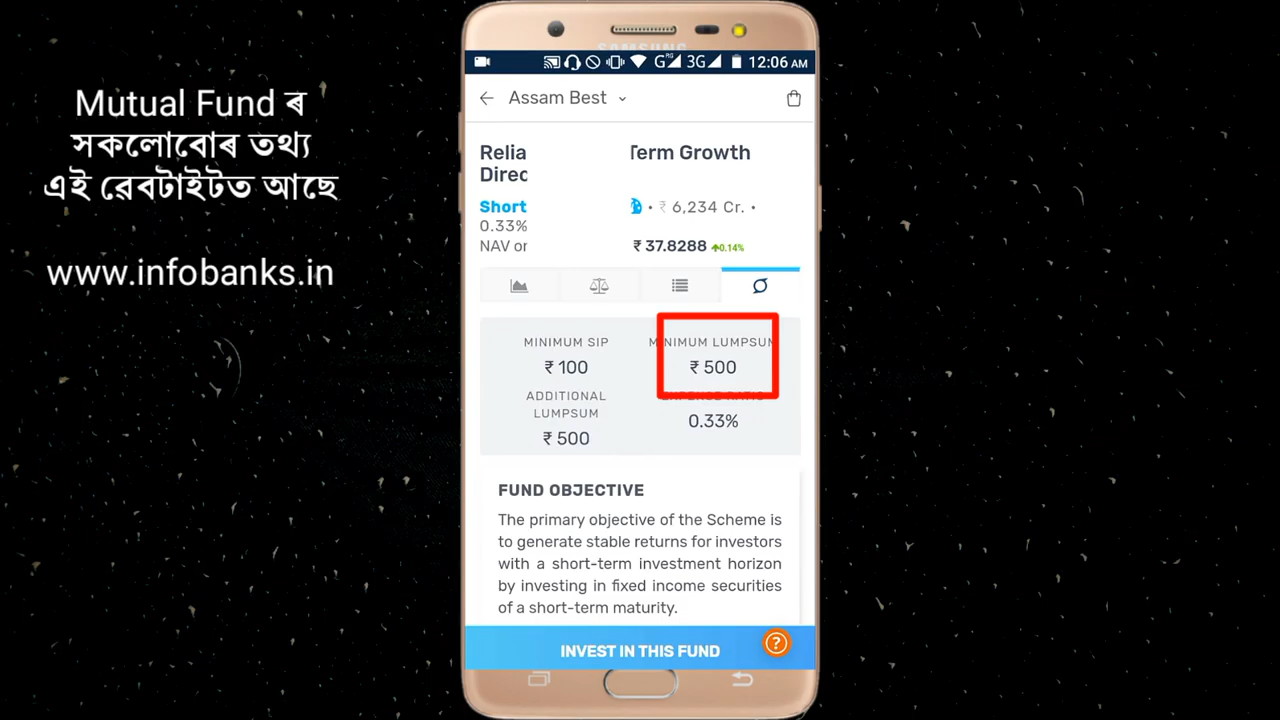 Mutual Fund ৰ
সকলোবোৰ তথ্য
এই ৱেবটাইটত আছে
www.infobanks.in
SAMSUNG
3G 12:06 AM
Assam Best
Relia Term Growth
Direc
Short • ₹ 6,234 Cr. •
0.33%
NAV or ₹ 37.8288 0.14%
MINIMUM SIP
₹ 100
MINIMUM LUMPSUM
₹ 500
ADDITIONAL
LUMPSUM
₹ 500
EXPENSE RATIO
0.33%
FUND OBJECTIVE
The primary objective of the Scheme is
to generate stable returns for investors
with a short-term investment horizon
by investing in fixed income securities
of a short-term maturity.
INVEST IN THIS FUND
?